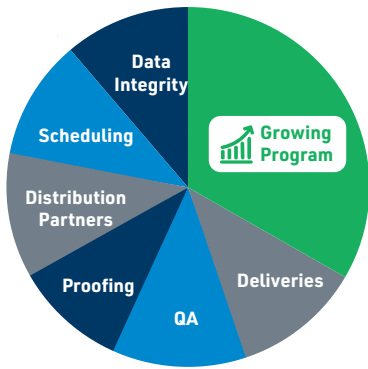 Data
Integrity
Growing
Program
Scheduling
Distribution
Partners
Deliveries
Proofing
QA